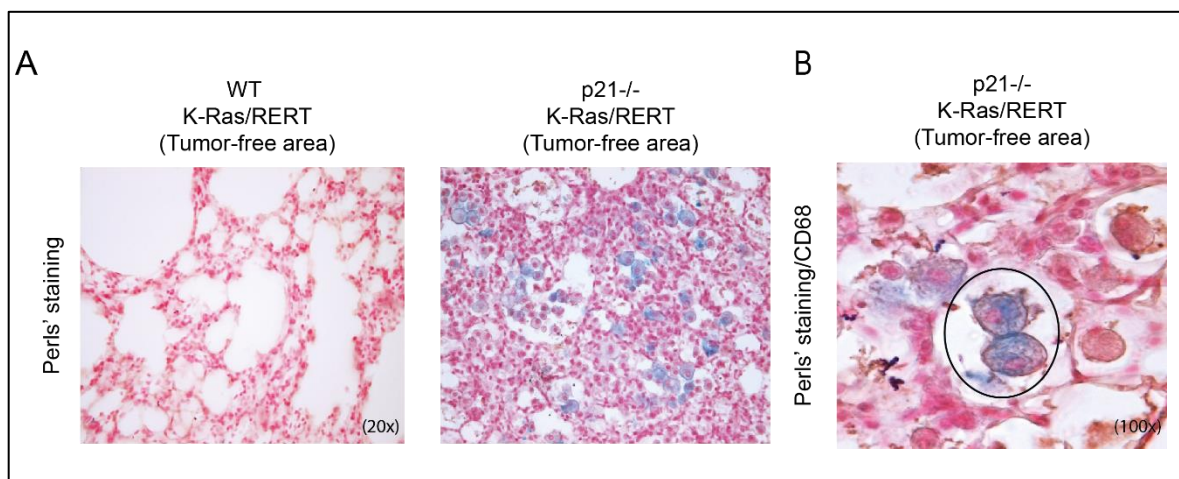 A
WT
K-Ras/RERT
(Tumor-free area)
p21-/-
K-Ras/RERT
(Tumor-free area)
Perls’ staining
(20x)
B
p21-/-
K-Ras/RERT
(Tumor-free area)
Perls’ staining/CD68
(100x)